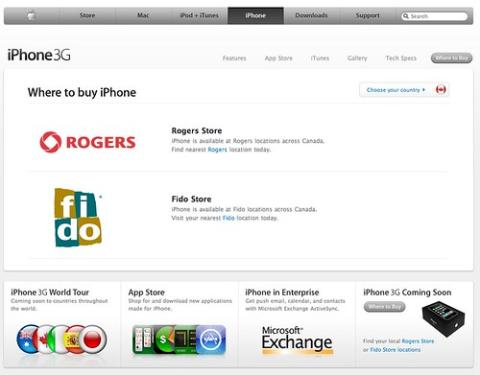 Store Mac iPod + iTunes iPhone Downloads Support Search
iPhone 3G
Features App Store iTunes Gallery Tech Specs Where to Buy
Where to buy iPhone
Choose your country
ROGERS
Rogers Store
iPhone is available at Rogers locations across Canada.
Find nearest Rogers location today.
fido
Fido Store
iPhone is available at Fido locations across Canada.
Visit your nearest Fido location today.
iPhone 3G World Tour
Coming soon to countries throughout
the world.
App Store
Shop for and download new applications
made for iPhone.
iPhone in Enterprise
Get push email, calendar, and contacts
with Microsoft Exchange ActiveSync.
Microsoft
Exchange
iPhone 3G Coming Soon
Where to Buy
Find your local Rogers Store
or Fido Store locations